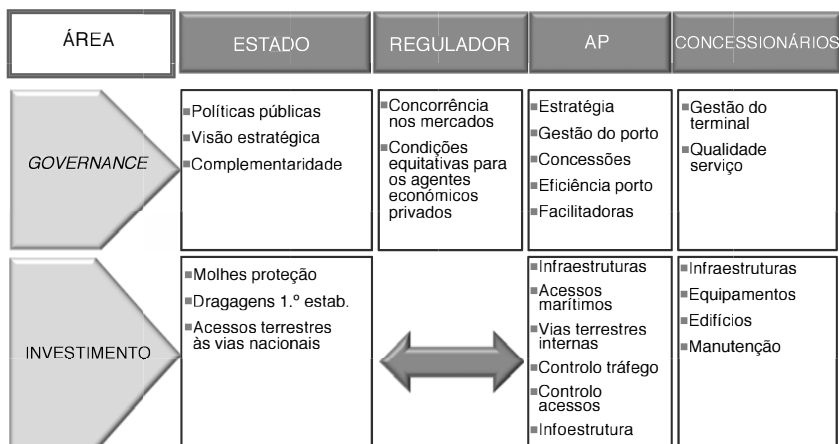 ÁREA
ESTADO
REGULADOR
AP
CONCESSIONÁRIOS
GOVERNANCE
Políticas públicas
Visão estratégica
Complementaridade
Concorrência
nos mercados
Condições
equitativas para
os agentes
económicos
privados
Estratégia
Gestão do porto
Concessões
Eficiência porto
Facilitadoras
Gestão do
terminal
Qualidade
serviço
INVESTIMENTO
Molhes proteção
Dragagens 1.º estab.
Acessos terrestres
às vias nacionais
Infraestruturas
Acessos
marítimos
Vias terrestres
internas
Controlo tráfego
Controlo
acessos
Infoestrutura
Infraestruturas
Equipamentos
Edifícios
Manutenção